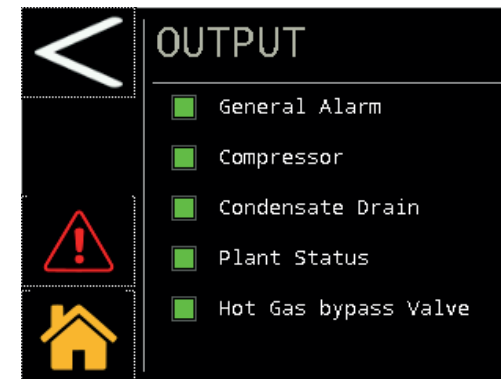 OUTPUT
General Alarm
Compressor
Condensate Drain
Plant Status
Hot Gas bypass Valve